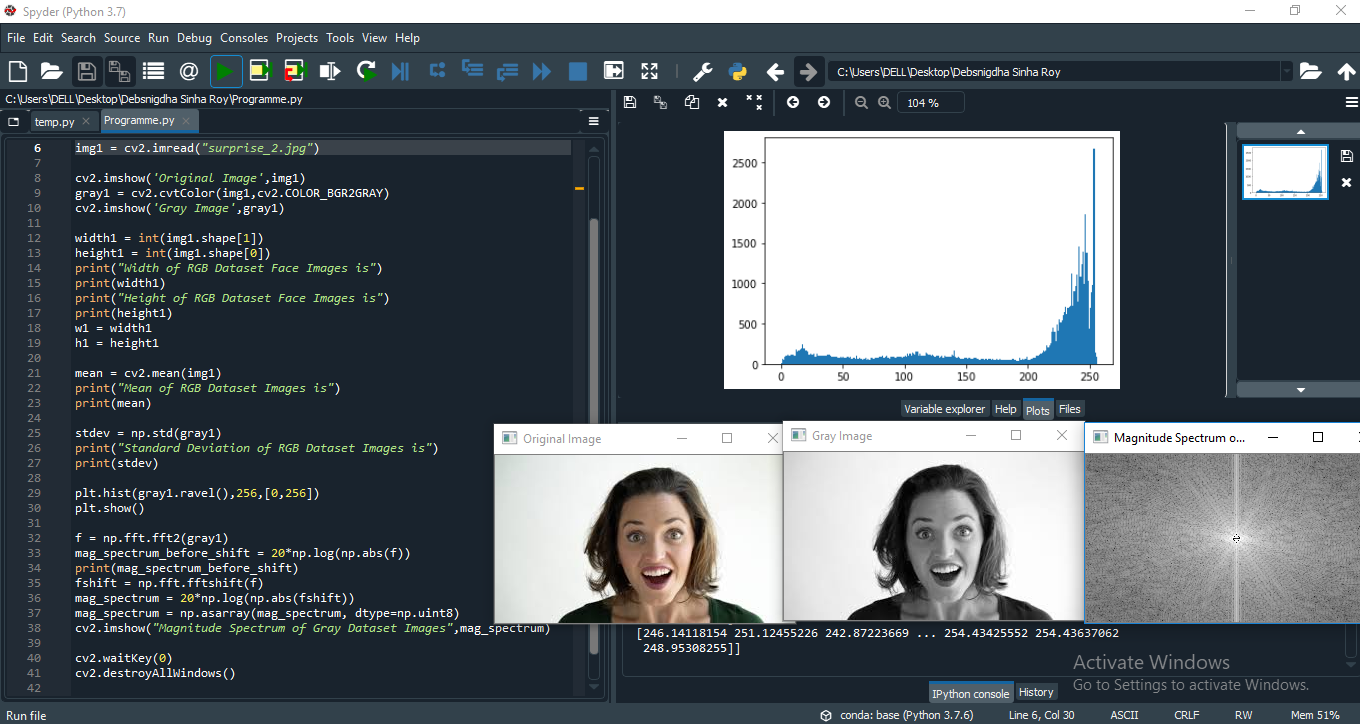 Spyder (Python 3.7)
File Edit Search Source Run Debug Consoles Projects Tools View Help
C:\Users\DELL\Desktop\Debsnigdha Sinha Roy
C:\Users\DELL\Desktop\Debsnigdha Sinha Roy\Programme.py
temp.py Programme.py
104 %
6 img1 = cv2.imread("surprise_2.jpg")
7
8 cv2.imshow('Original Image',img1)
9 gray1 = cv2.cvtColor(img1,cv2.COLOR_BGR2GRAY)
10 cv2.imshow('Gray Image',gray1)
11
12 width1 = int(img1.shape[1])
13 height1 = int(img1.shape[0])
14 print("Width of RGB Dataset Face Images is")
15 print(width1)
16 print("Height of RGB Dataset Face Images is")
17 print(height1)
18 w1 = width1
19 h1 = height1
20
21 mean = cv2.mean(img1)
22 print("Mean of RGB Dataset Images is")
23 print(mean)
24
25 stdev = np.std(gray1)
26 print("Standard Deviation of RGB Dataset Images is")
27 print(stdev)
28
29 plt.hist(gray1.ravel(),256,[0,256])
30 plt.show()
31
32 f = np.fft.fft2(gray1)
33 mag_spectrum_before_shift = 20*np.log(np.abs(f))
34 print(mag_spectrum_before_shift)
35 fshift = np.fft.fftshift(f)
36 mag_spectrum = 20*np.log(np.abs(fshift))
37 mag_spectrum = np.asarray(mag_spectrum, dtype=np.uint8)
38 cv2.imshow("Magnitude Spectrum of Gray Dataset Images",mag_spectrum)
39
40 cv2.waitKey(0)
41 cv2.destroyAllWindows()
42
2500
2000
1500
1000
500
0
0 50 100 150 200 250
Variable explorer Help Plots Files
Original Image
Gray Image
Magnitude Spectrum o...
[246.14118154 251.12455226 242.87223669 ... 254.43425552 254.43637062
248.95308255]]
Activate Windows
Go to Settings to activate Windows.
IPython console History
Run file
conda: base (Python 3.7.6) Line 6, Col 30 ASCII CRLF RW Mem 51%